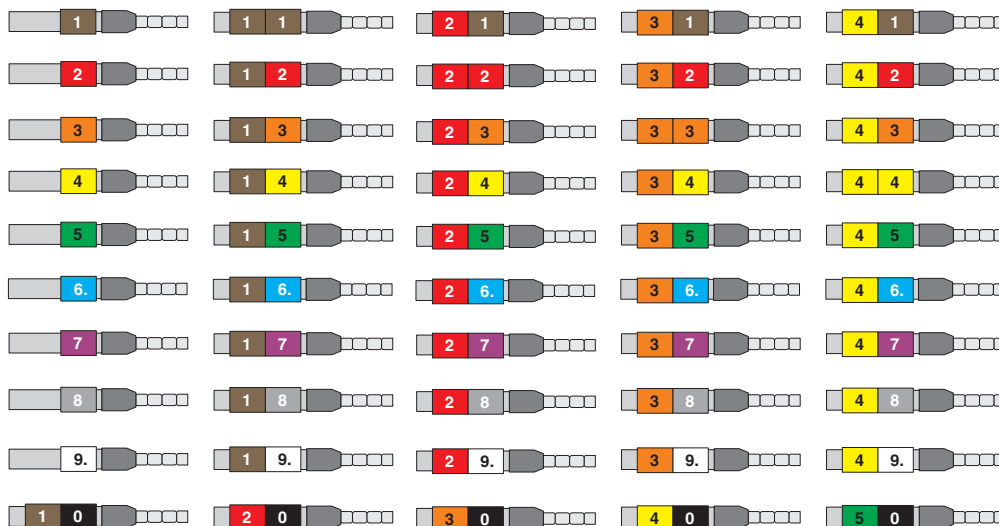 1 1 1 2 1 3 1 4 1
2 1 2 2 2 3 2 4 2
3 1 3 2 3 3 3 4 3
4 1 4 2 4 3 4 4 4
5 1 5 2 5 3 5 4 5
6. 1 6. 2 6. 3 6. 4 6.
7 1 7 2 7 3 7 4 7
8 1 8 2 8 3 8 4 8
9. 1 9. 2 9. 3 9. 4 9.
1 0 2 0 3 0 4 0 5 0